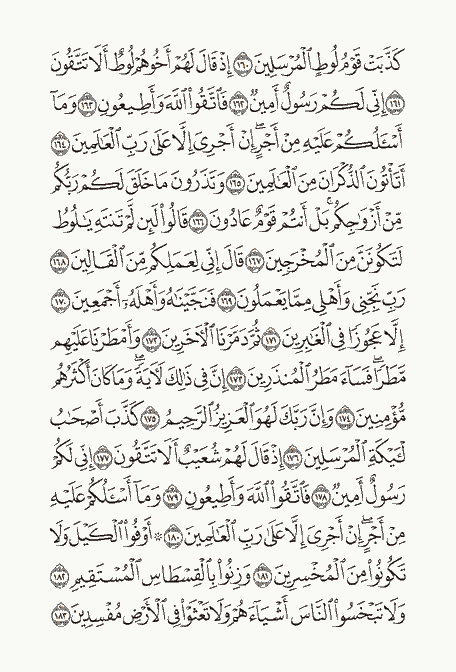 كَذَّبَتْ قَوْمُ لُوطٍ ٱلْمُرْسَلِينَ ١٦٠ إِذْ قَالَ لَهُمْ أَخُوهُمْ لُوطٌ أَلَا تَتَّقُونَ
١٦١ إِنِّي لَكُمْ رَسُولٌ أَمِينٌ ١٦٢ فَٱتَّقُوا۟ ٱللَّهَ وَأَطِيعُونِ ١٦٣ وَمَآ
أَسْـَٔلُكُمْ عَلَيْهِ مِنْ أَجْرٍ ۖ إِنْ أَجْرِىَ إِلَّا عَلَىٰ رَبِّ ٱلْعَـٰلَمِينَ ١٦٤
أَتَأْتُونَ ٱلذُّكْرَانَ مِنَ ٱلْعَـٰلَمِينَ ١٦٥ وَتَذَرُونَ مَا خَلَقَ لَكُمْ رَبُّكُم
مِّنْ أَزْوَٰجِكُم ۚ بَلْ أَنتُمْ قَوْمٌ عَادُونَ ١٦٦ قَالُوا۟ لَئِن لَّمْ تَنتَهِ يَـٰلُوطُ
لَتَكُونَنَّ مِنَ ٱلْمُخْرَجِينَ ١٦٧ قَالَ إِنِّى لِعَمَلِكُم مِّنَ ٱلْقَالِينَ ١٦٨
رَبِّ نَجِّنِى وَأَهْلِى مِمَّا يَعْمَلُونَ ١٦٩ فَنَجَّيْنَـٰهُ وَأَهْلَهُۥٓ أَجْمَعِينَ ١٧٠
إِلَّا عَجُوزًا فِى ٱلْغَـٰبِرِينَ ١٧١ ثُمَّ دَمَّرْنَا ٱلْـَٔاخَرِينَ ١٧٢ وَأَمْطَرْنَا عَلَيْهِم
مَّطَرًا ۖ فَسَآءَ مَطَرُ ٱلْمُنذَرِينَ ١٧٣ إِنَّ فِى ذَٰلِكَ لَـَٔايَةً ۖ وَمَا كَانَ أَكْثَرُهُم
مُّؤْمِنِينَ ١٧٤ وَإِنَّ رَبَّكَ لَهُوَ ٱلْعَزِيزُ ٱلرَّحِيمُ ١٧٥ كَذَّبَ أَصْحَـٰبُ
لْـَٔيْكَةِ ٱلْمُرْسَلِينَ ١٧٦ إِذْ قَالَ لَهُمْ شُعَيْبٌ أَلَا تَتَّقُونَ ١٧٧ إِنِّى لَكُمْ
رَسُولٌ أَمِينٌ ١٧٨ فَٱتَّقُوا۟ ٱللَّهَ وَأَطِيعُونِ ١٧٩ وَمَآ أَسْـَٔلُكُمْ عَلَيْهِ
مِنْ أَجْرٍ ۖ إِنْ أَجْرِىَ إِلَّا عَلَىٰ رَبِّ ٱلْعَـٰلَمِينَ ١٨٠ ۞ أَوْفُوا۟ ٱلْكَيْلَ وَلَا
تَكُونُوا۟ مِنَ ٱلْمُخْسِرِينَ ١٨١ وَزِنُوا۟ بِٱلْقِسْطَاسِ ٱلْمُسْتَقِيمِ ١٨٢
وَلَا تَبْخَسُوا۟ ٱلنَّاسَ أَشْيَآءَهُمْ وَلَا تَعْثَوْا۟ فِى ٱلْأَرْضِ مُفْسِدِينَ ١٨٣